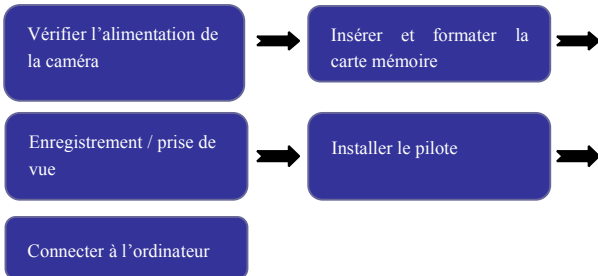 Vérifier l’alimentation de
la caméra
Insérer et formater la
carte mémoire
Enregistrement / prise de
vue
Installer le pilote
Connecter à l’ordinateur